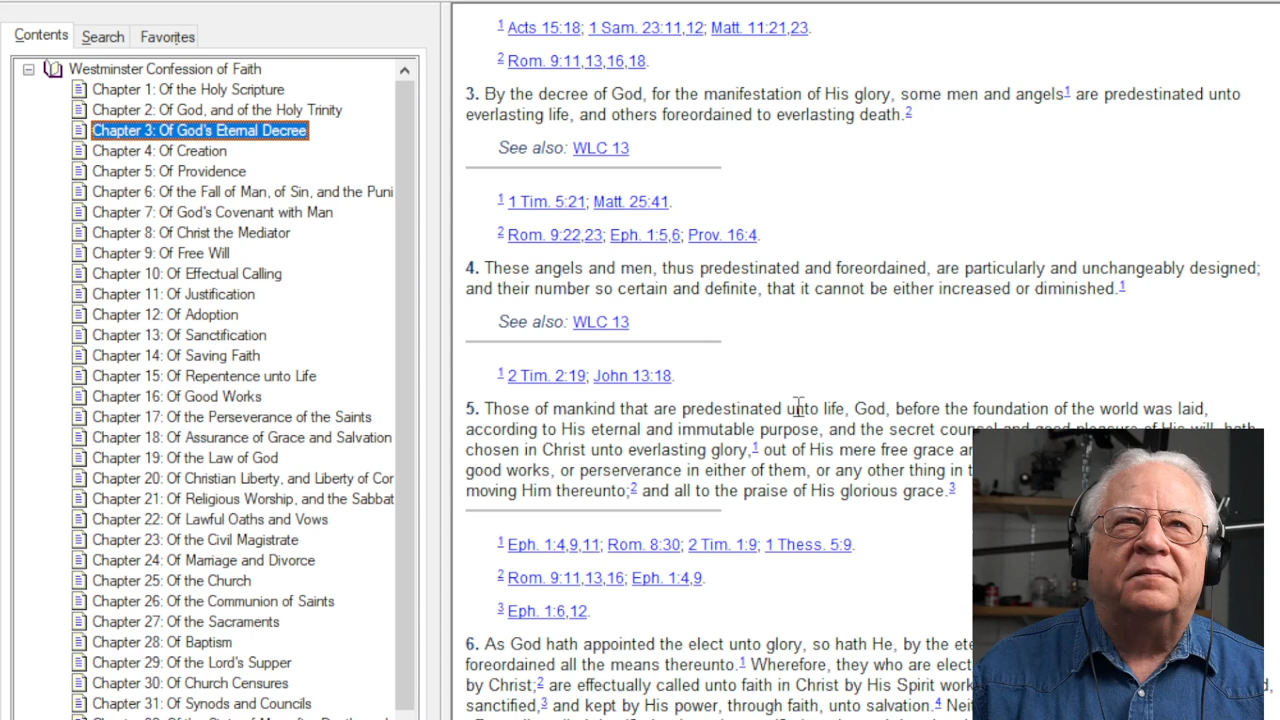 Contents Search Favorites
Westminster Confession of Faith
Chapter 1: Of the Holy Scripture
Chapter 2: Of God, and of the Holy Trinity
Chapter 3: Of God's Eternal Decree
Chapter 4: Of Creation
Chapter 5: Of Providence
Chapter 6: Of the Fall of Man, of Sin, and the Puni
Chapter 7: Of God's Covenant with Man
Chapter 8: Of Christ the Mediator
Chapter 9: Of Free Will
Chapter 10: Of Effectual Calling
Chapter 11: Of Justification
Chapter 12: Of Adoption
Chapter 13: Of Sanctification
Chapter 14: Of Saving Faith
Chapter 15: Of Repentence unto Life
Chapter 16: Of Good Works
Chapter 17: Of the Perseverance of the Saints
Chapter 18: Of Assurance of Grace and Salvation
Chapter 19: Of the Law of God
Chapter 20: Of Christian Liberty, and Liberty of Cor
Chapter 21: Of Religious Worship, and the Sabbat
Chapter 22: Of Lawful Oaths and Vows
Chapter 23: Of the Civil Magistrate
Chapter 24: Of Marriage and Divorce
Chapter 25: Of the Church
Chapter 26: Of the Communion of Saints
Chapter 27: Of the Sacraments
Chapter 28: Of Baptism
Chapter 29: Of the Lord's Supper
Chapter 30: Of Church Censures
Chapter 31: Of Synods and Councils
1 Acts 15:18; 1 Sam. 23:11,12; Matt. 11:21,23.
2 Rom. 9:11,13,16,18.
3. By the decree of God, for the manifestation of His glory, some men and angels1 are predestinated unto
everlasting life, and others foreordained to everlasting death.2
See also: WLC 13
1 1 Tim. 5:21; Matt. 25:41.
2 Rom. 9:22,23; Eph. 1:5,6; Prov. 16:4.
4. These angels and men, thus predestinated and foreordained, are particularly and unchangeably designed;
and their number so certain and definite, that it cannot be either increased or diminished.1
See also: WLC 13
1 2 Tim. 2:19; John 13:18.
5. Those of mankind that are predestinated unto life, God, before the foundation of the world was laid,
according to His eternal and immutable purpose, and the secret counsel and good pleasure of His will, hath
chosen in Christ unto everlasting glory,1 out of His mere free grace
good works, or perseverance in either of them, or any other thing in
moving Him thereunto;2 and all to the praise of His glorious grace.3
1 Eph. 1:4,9,11; Rom. 8:30; 2 Tim. 1:9; 1 Thess. 5:9.
2 Rom. 9:11,13,16; Eph. 1:4,9.
3 Eph. 1:6,12.
6. As God hath appointed the elect unto glory, so hath He, by the
foreordained all the means thereunto.1 Wherefore, they who are
by Christ;2 are effectually called unto faith in Christ by His Spirit
sanctified,3 and kept by His power, through faith, unto salvation.4